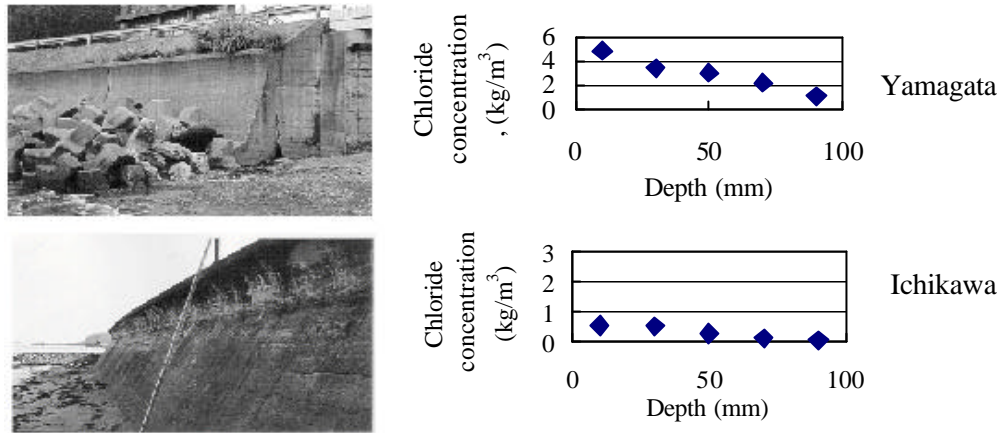 Chloride
concentration
, (kg/m³)
6
4
2
0
0 50 100
Depth (mm)
Yamagata
Chloride
concentration
(kg/m³)
3
2
1
0
0 50 100
Depth (mm)
Ichikawa